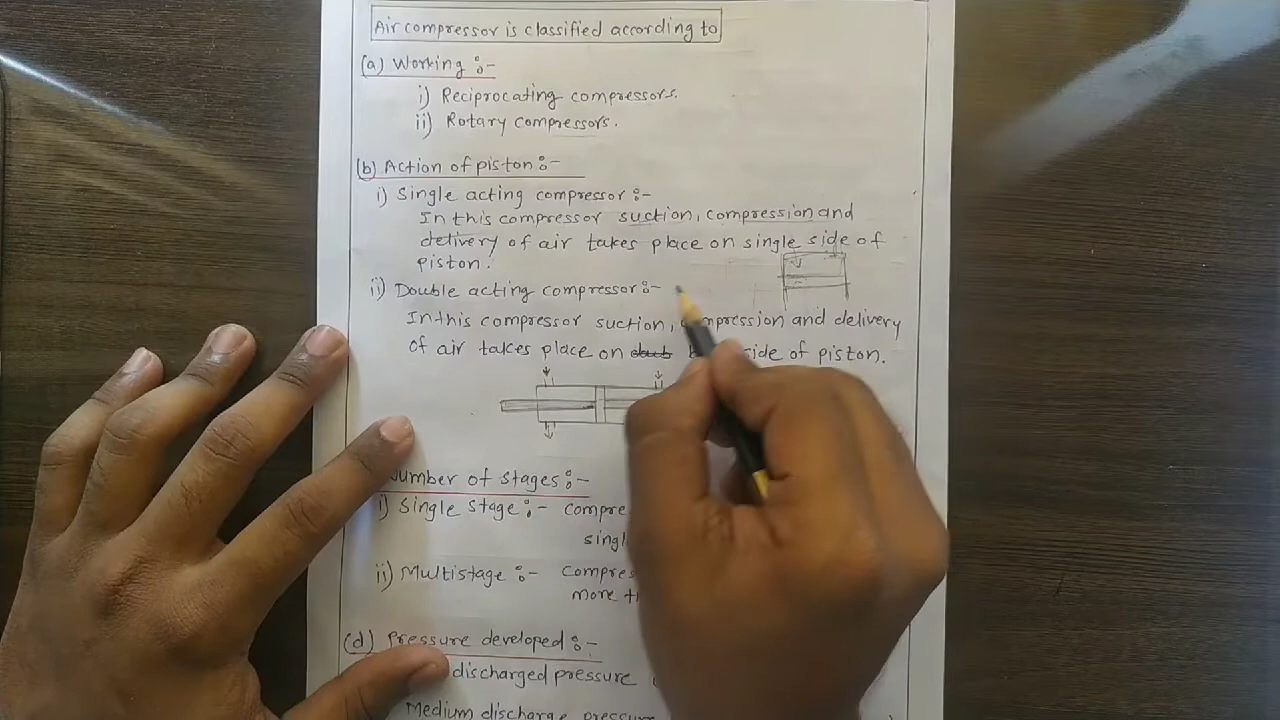 Air compressor is classified according to
(a) Working :-
i) Reciprocating compressors.
ii) Rotary compressors.
(b) Action of piston :-
i) Single acting compressor :-
In this compressor suction, compression and
delivery of air takes place on single side of
piston.
ii) Double acting compressor :-
In this compressor suction, compression and delivery
of air takes place on side of piston.
Number of stages :-
i) Single stage :- compre
singl
ii) Multistage :- compres
more t
(d) Pressure developed :-
discharged pressure
Medium discharge pressure